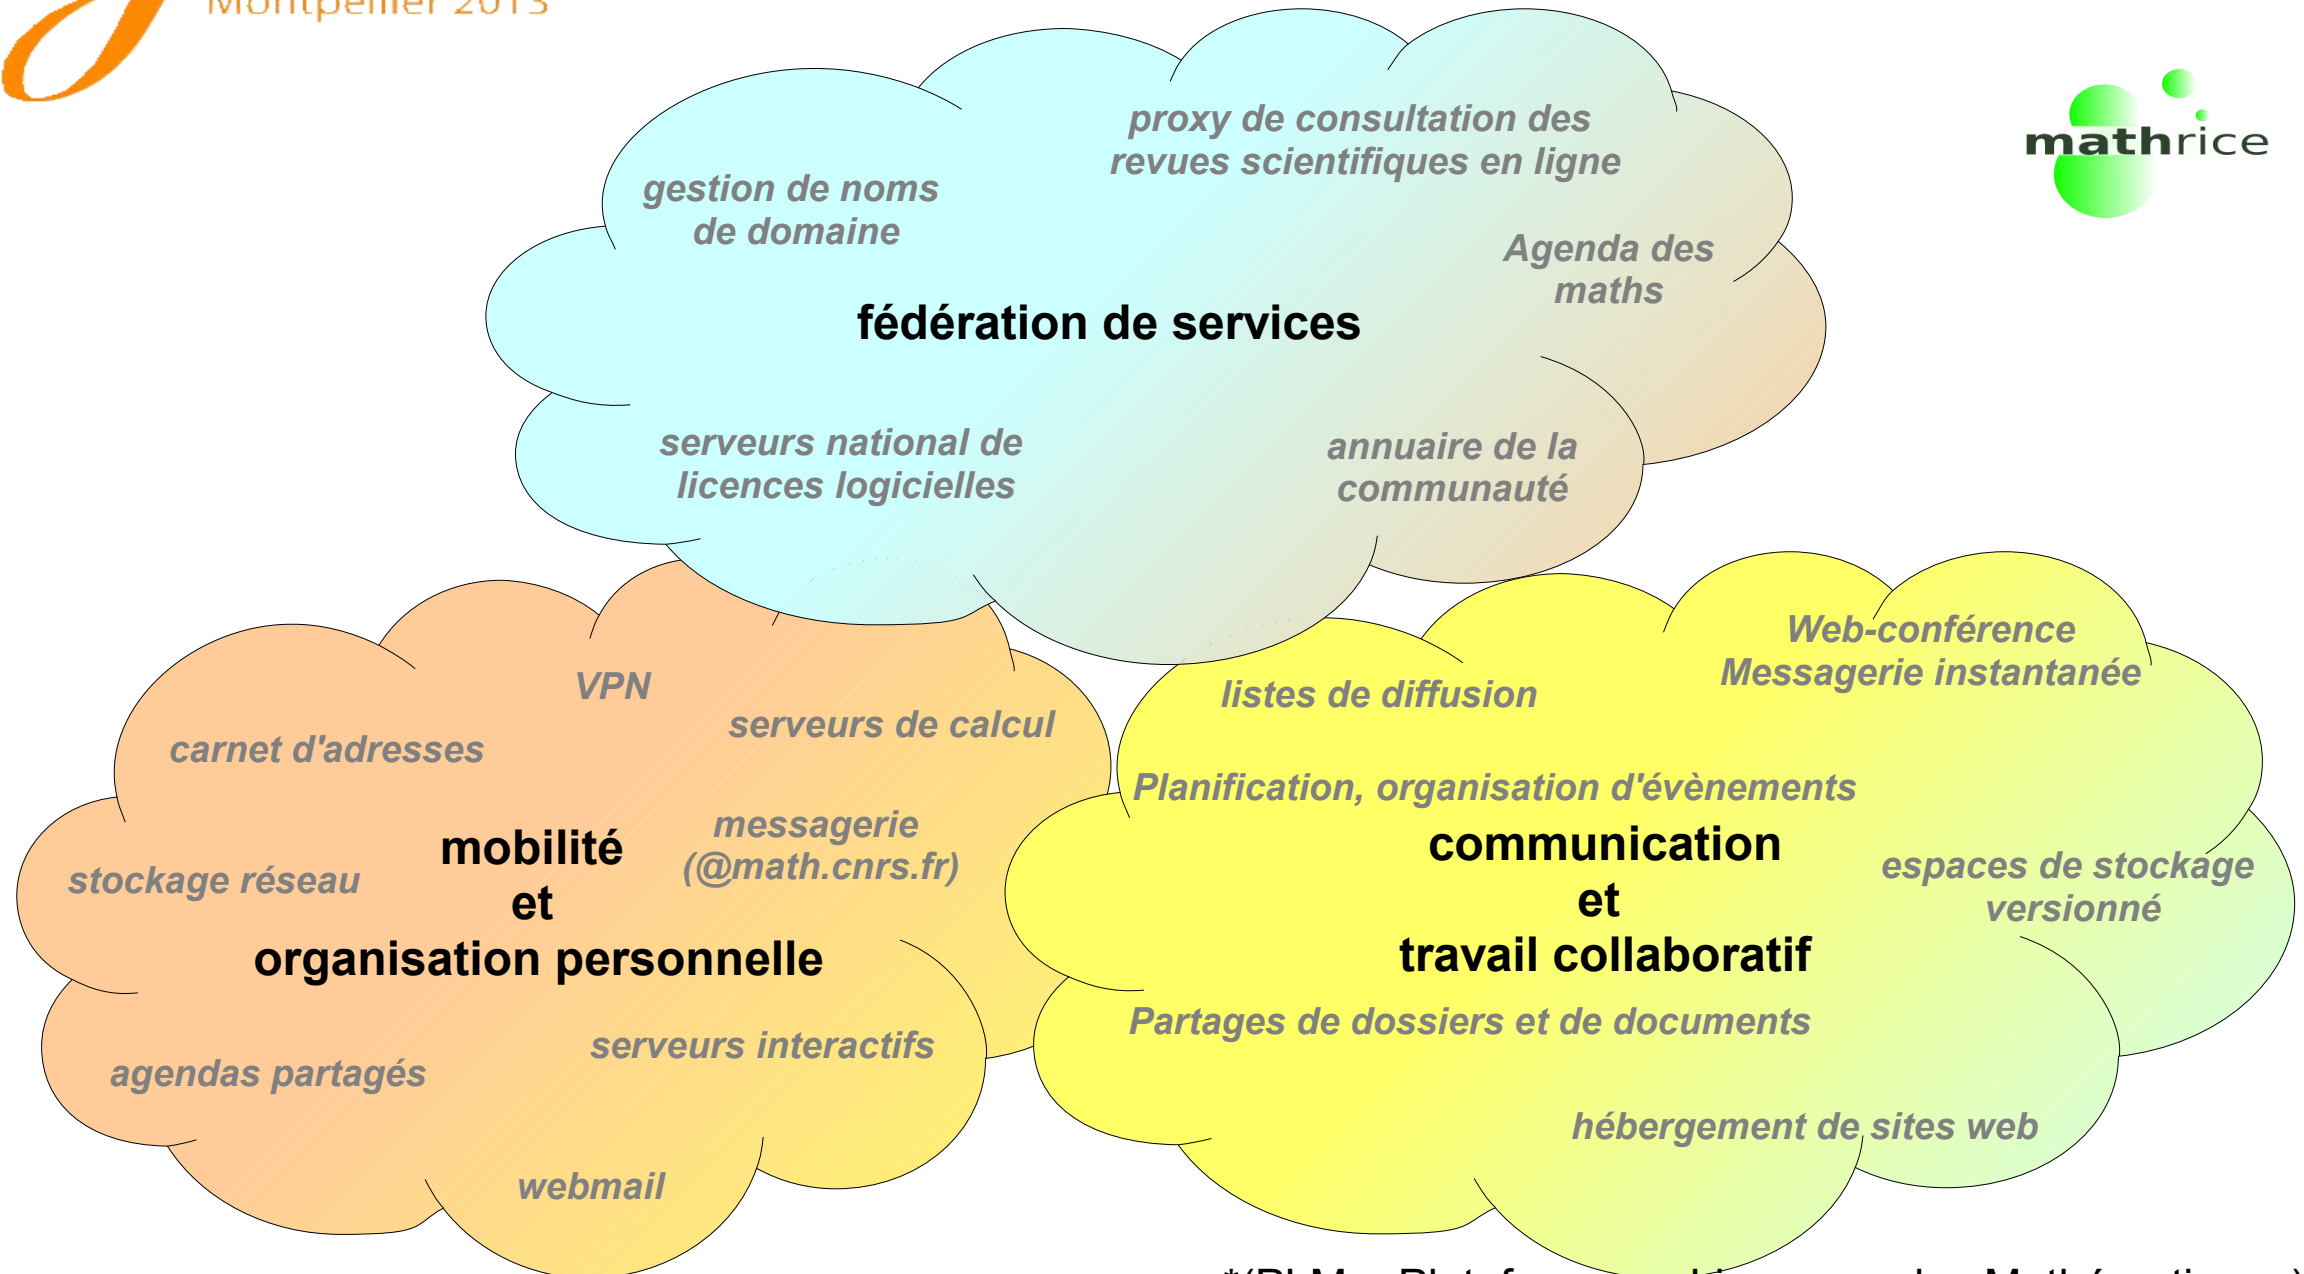 Montpellier 2013
mathrice
proxy de consultation des
revues scientifiques en ligne
gestion de noms
de domaine
Agenda des
maths
fédération de services
serveurs national de
licences logicielles
annuaire de la
communauté
VPN
serveurs de calcul
carnet d'adresses
messagerie
(@math.cnrs.fr)
stockage réseau
mobilité
et
organisation personnelle
serveurs interactifs
agendas partagés
webmail
Web-conférence
Messagerie instantanée
listes de diffusion
Planification, organisation d'évènements
communication
et
travail collaboratif
espaces de stockage
versionné
Partages de dossiers et de documents
hébergement de sites web